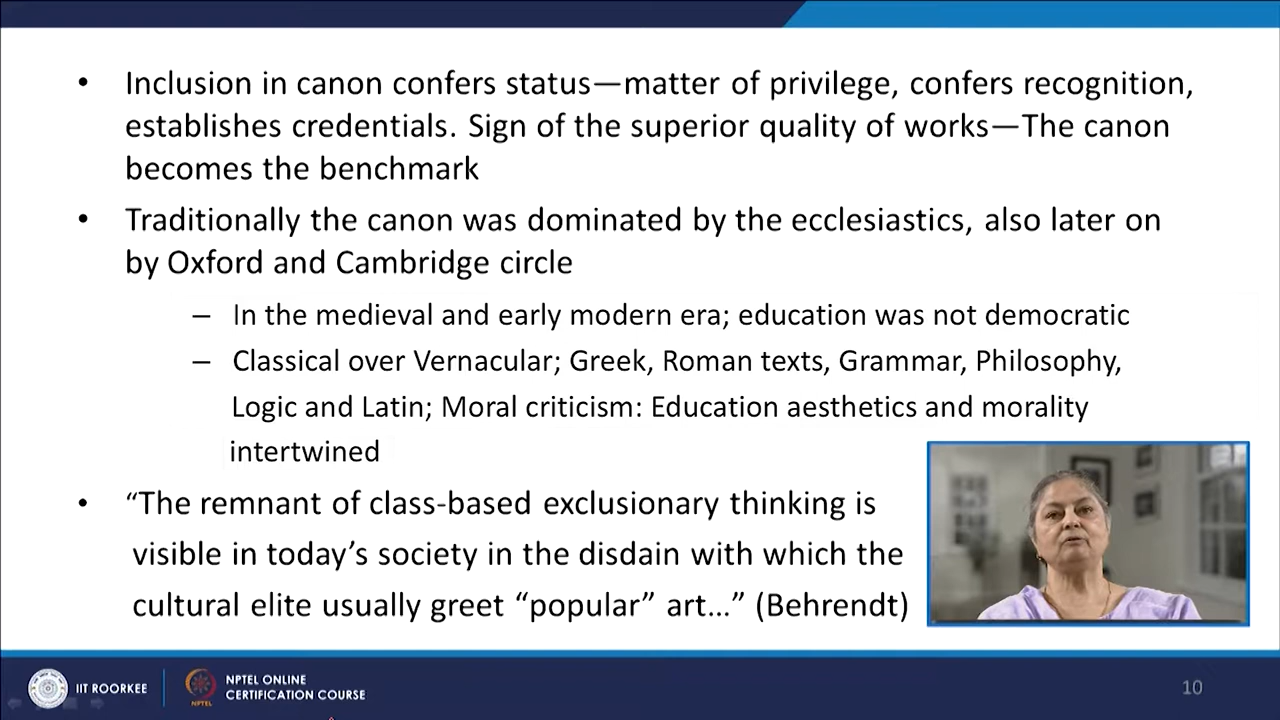 • Inclusion in canon confers status—matter of privilege, confers recognition,
establishes credentials. Sign of the superior quality of works—The canon
becomes the benchmark
• Traditionally the canon was dominated by the ecclesiastics, also later on
by Oxford and Cambridge circle
– In the medieval and early modern era; education was not democratic
– Classical over Vernacular; Greek, Roman texts, Grammar, Philosophy,
Logic and Latin; Moral criticism: Education aesthetics and morality
intertwined
• “The remnant of class-based exclusionary thinking is
visible in today’s society in the disdain with which the
cultural elite usually greet “popular” art…” (Behrendt)
IIT ROORKEE
NPTEL
NPTEL ONLINE
CERTIFICATION COURSE
10